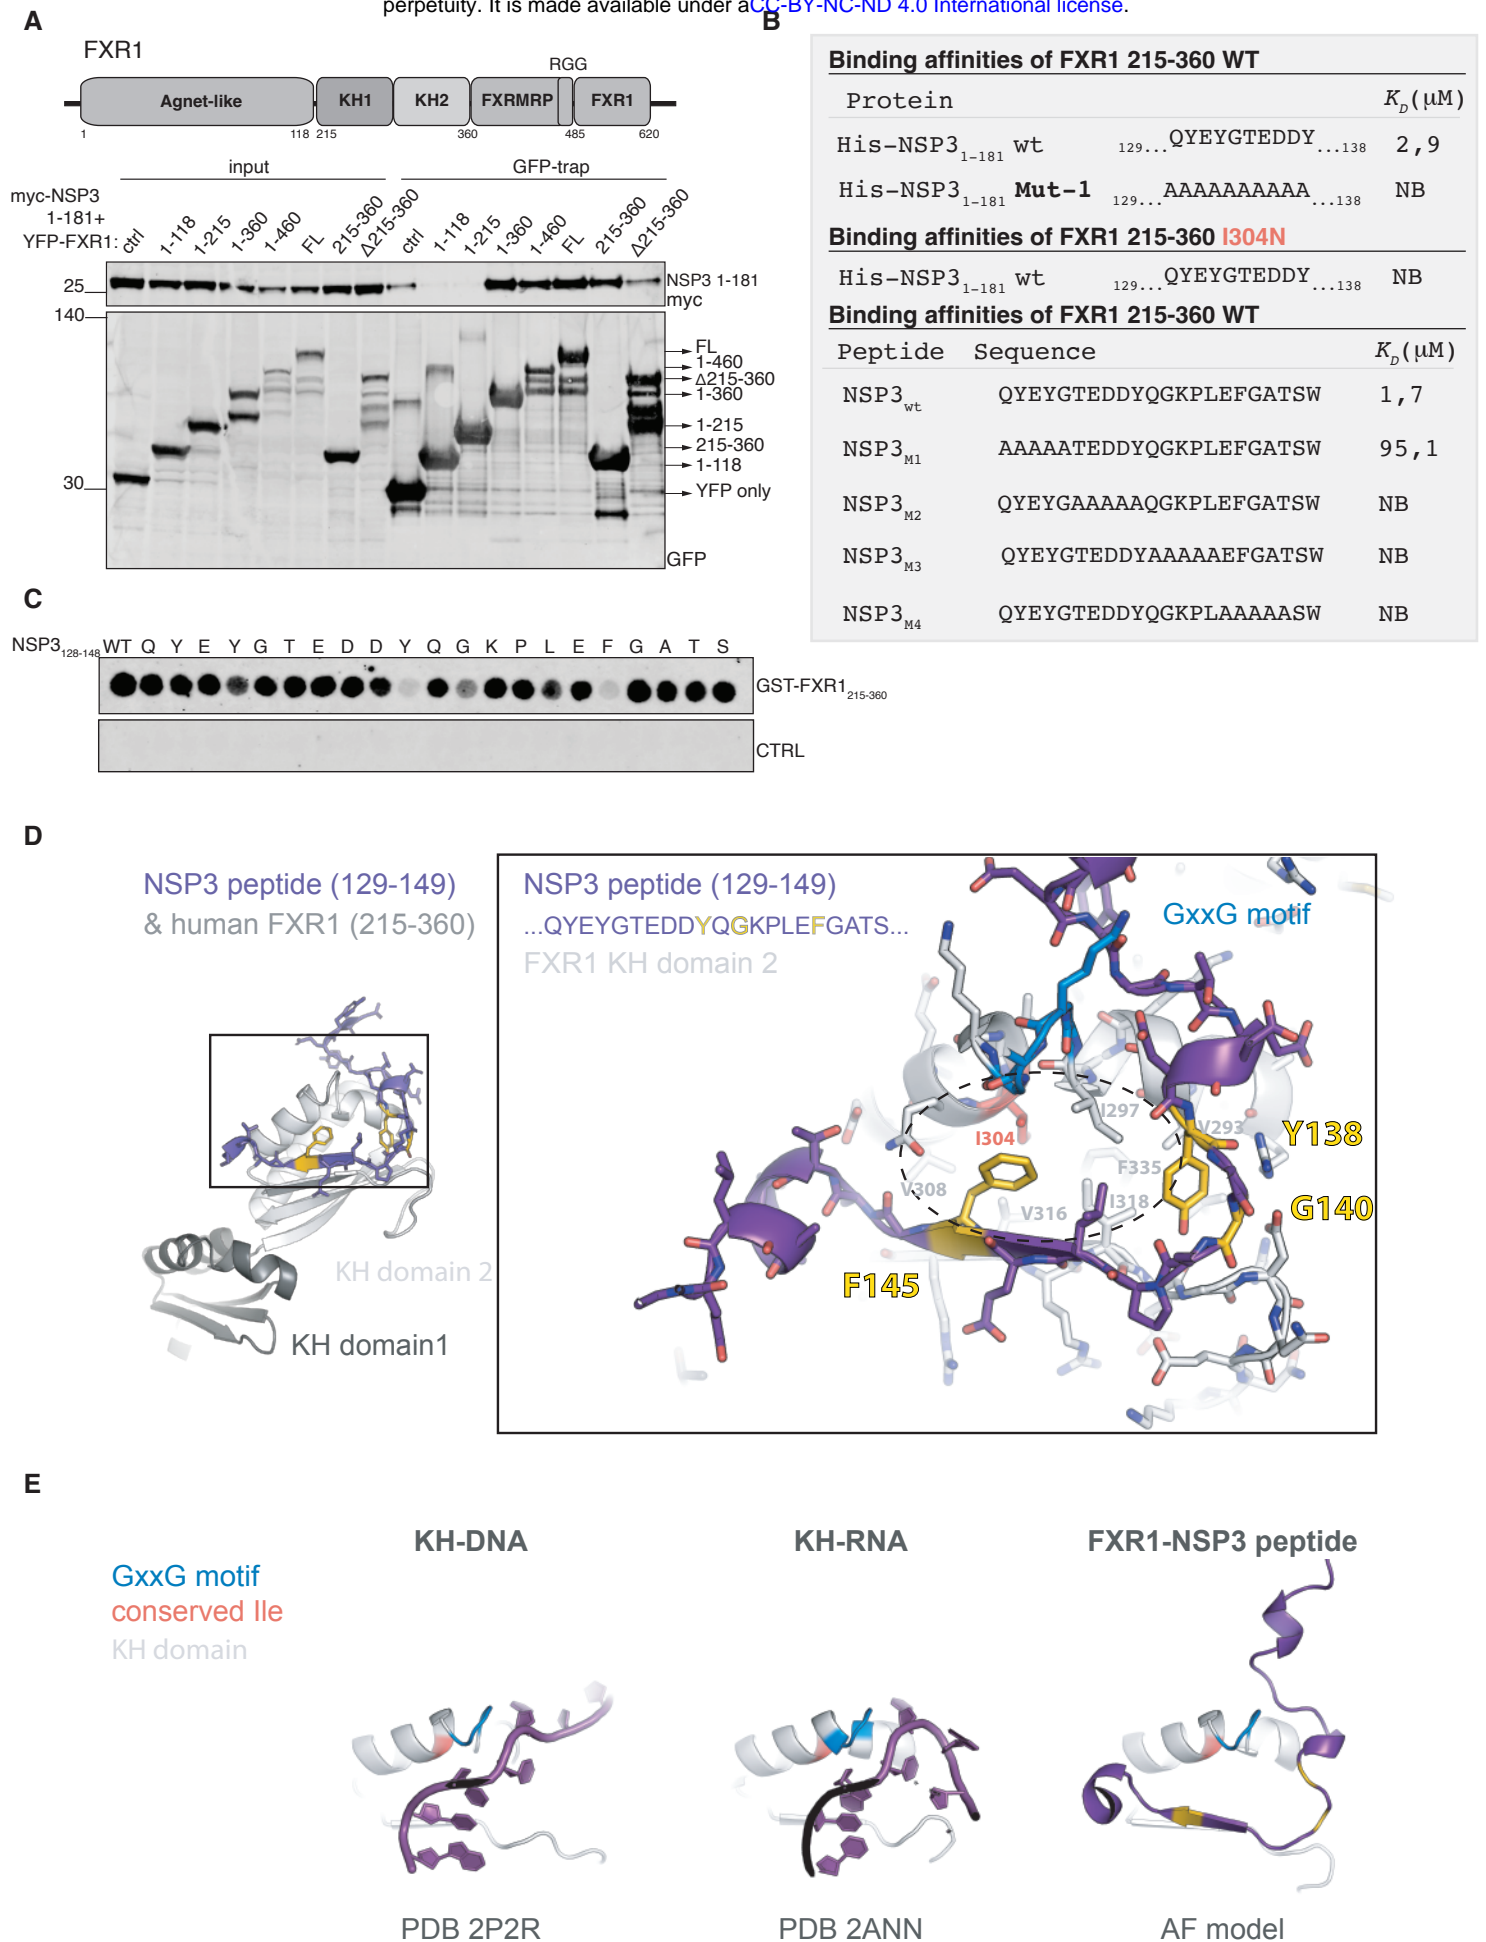 perpetuity. It is made available under aCC-BY-NC-ND 4.0 International license.
A
FXR1
RGG
Agnet-like KH1 KH2 FXRMRP FXR1
1 118 215 360 485 620
input GFP-trap
myc-NSP3
1-181+
YFP-FXR1: ctrl 1-118 1-215 1-360 1-460 FL 215-360 Δ215-360 ctrl 1-118 1-215 1-360 1-460 FL 215-360 Δ215-360
25 NSP3 1-181
myc
140
FL
1-460
Δ215-360
1-360
1-215
215-360
1-118
30 YFP only
GFP
B
Binding affinities of FXR1 215-360 WT
Protein KD(µM)
His-NSP31-181 wt 129...QYEYGTEDDY...138 2,9
His-NSP31-181 Mut-1 129...AAAAAAAAAA...138 NB
Binding affinities of FXR1 215-360 I304N
His-NSP31-181 wt 129...QYEYGTEDDY...138 NB
Binding affinities of FXR1 215-360 WT
Peptide Sequence KD(µM)
NSP3wt QYEYGTEDDYQGKPLEFGATSW 1,7
NSP3M1 AAAAATEDDYQGKPLEFGATSW 95,1
NSP3M2 QYEYGAAAAAQGKPLEFGATSW NB
NSP3M3 QYEYGTEDDYAAAAAEFGATSW NB
NSP3M4 QYEYGTEDDYQGKPLAAAAASW NB
C
NSP3128-148 WT Q Y E Y G T E D D Y Q G K P L E F G A T S
GST-FXR1215-360
CTRL
D
NSP3 peptide (129-149)
& human FXR1 (215-360)
KH domain 2
KH domain1
NSP3 peptide (129-149)
...QYEYGTEDDYQGKPLEFGATS...
FXR1 KH domain 2
GxxG motif
I297
V293
Y138
I304
F335
V308
I318
G140
V316
F145
E
KH-DNA KH-RNA FXR1-NSP3 peptide
GxxG motif
conserved Ile
KH domain
PDB 2P2R PDB 2ANN AF model